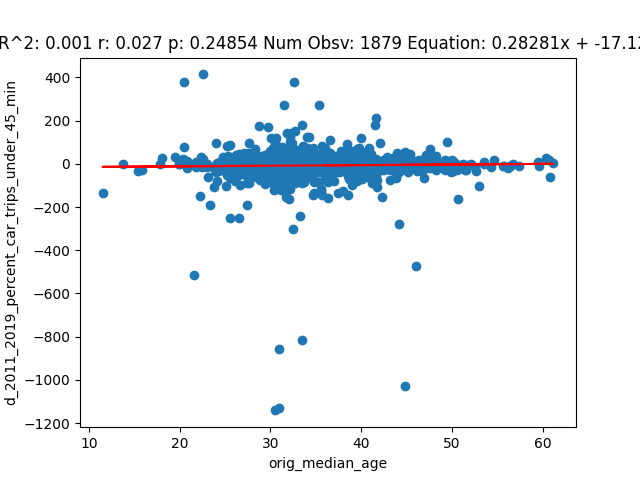 R^2: 0.001 r: 0.027 p: 0.24854 Num Obsv: 1879 Equation: 0.28281x + -17.12
d_2011_2019_percent_car_trips_under_45_min
400
200
0
−200
−400
−600
−800
−1000
−1200
10 20 30 40 50 60
orig_median_age